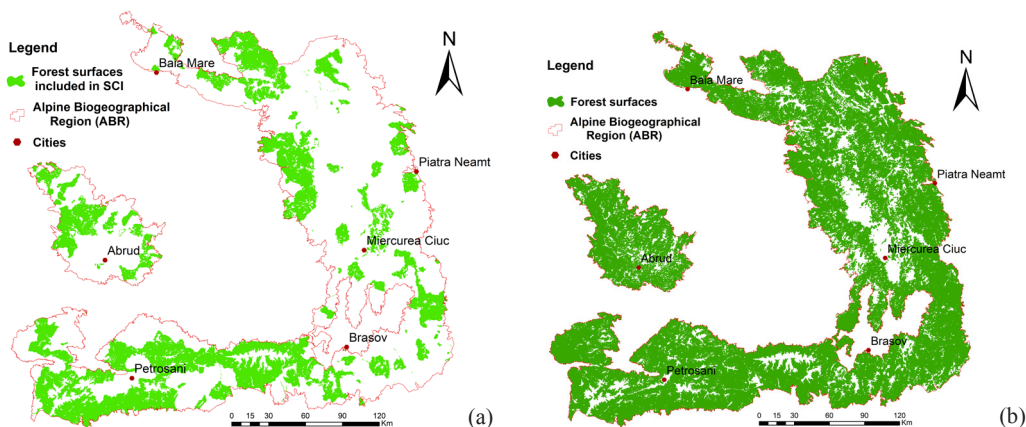 Legend
Forest surfaces
included in SCI
Alpine Biogeographical
Region (ABR)
Cities
N
Baia Mare
Piatra Neamt
Miercurea Ciuc
Abrud
Brasov
Petrosani
0 15 30 60 90 120
Km
(a)
Legend
Forest surfaces
Alpine Biogeographical
Region (ABR)
Cities
N
Baia Mare
Piatra Neamt
Miercurea Ciuc
Abrud
Brasov
Petrosani
0 15 30 60 90 120
Km
(b)